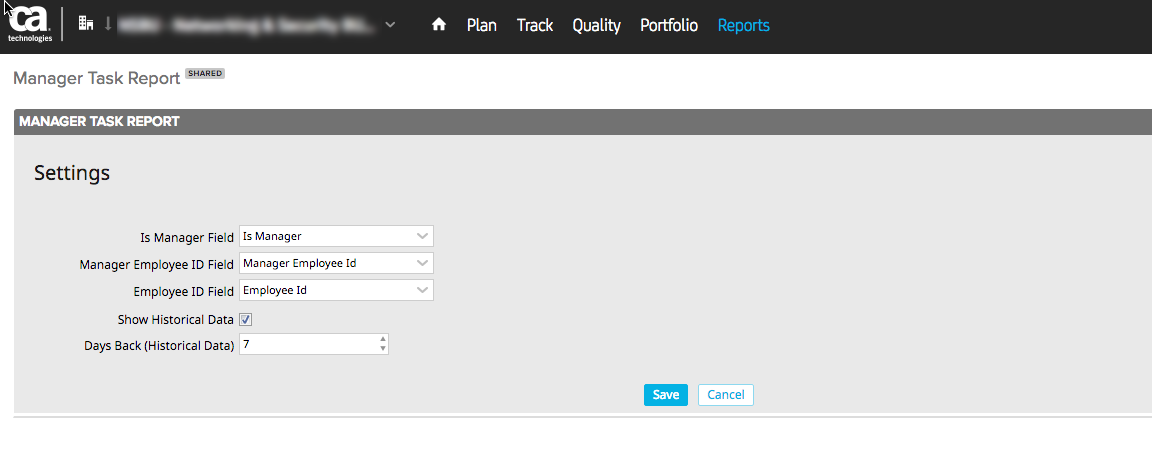 ca
technologies
Plan Track Quality Portfolio Reports
Manager Task Report SHARED
MANAGER TASK REPORT
Settings
Is Manager Field Is Manager
Manager Employee ID Field Manager Employee Id
Employee ID Field Employee Id
Show Historical Data
Days Back (Historical Data) 7
Save Cancel